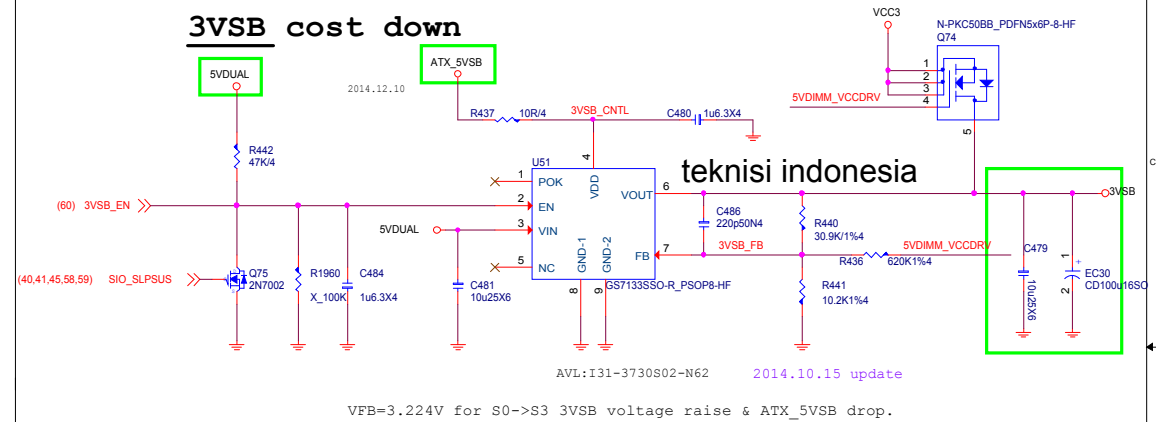 3VSB cost down
5VDUAL
ATX_5VSB
2014.12.10
VCC3
N-PKC50BB_PDFN5x6P-8-HF
Q74
1
2
3
4
5
5VDIMM_VCCDRV
R437
10R/4
3VSB_CNTL
C480
1u6.3X4
R442
47K/4
U51
4
VDD
teknisi indonesia
1
POK
VOUT
6
(60) 3VSB_EN
2
EN
5VDUAL
3
VIN
5
NC
GND-1
GND-2
FB
7
8
9
GS7133SSO-R_PSOP8-HF
C486
220p50N4
R440
30.9K/1%4
3VSB_FB
5VDIMM_VCCDRV
R436
620K1%4
R441
10.2K1%4
3VSB
C479
10u25X6
1
+
EC30
CD100u16SO
2
(40,41,45,58,59) SIO_SLPSUS
Q75
2N7002
R1960
X_100K
C484
1u6.3X4
C481
10u25X6
C
AVL:I31-3730S02-N62
2014.10.15 update
VFB=3.224V for S0->S3 3VSB voltage raise & ATX_5VSB drop.